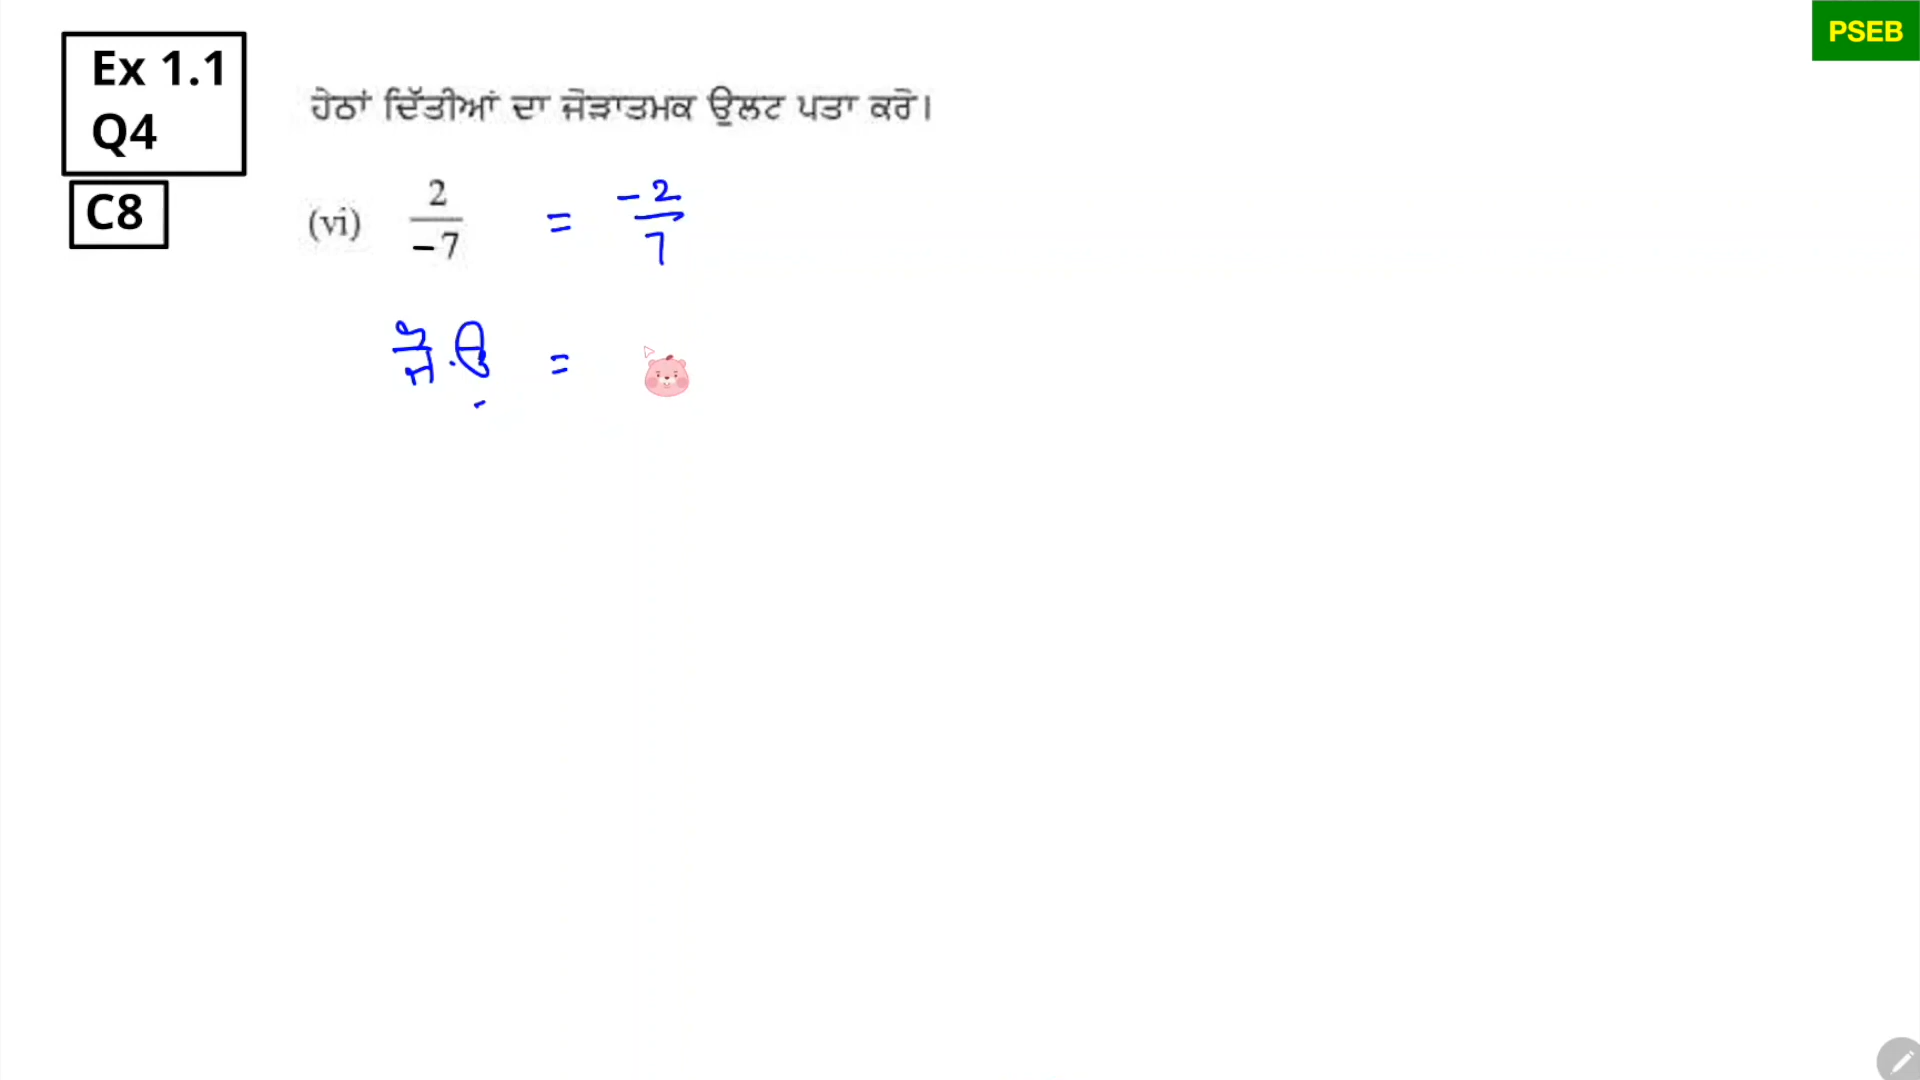 Ex 1.1
Q4
C8
PSEB
ਹੇਠਾਂ ਦਿੱਤੀਆਂ ਦਾ ਜੋੜਾਤਮਕ ਉਲਟ ਪਤਾ ਕਰੋ।
(vi) 2/-7 = -2/7
ਜੋ.ਉ =